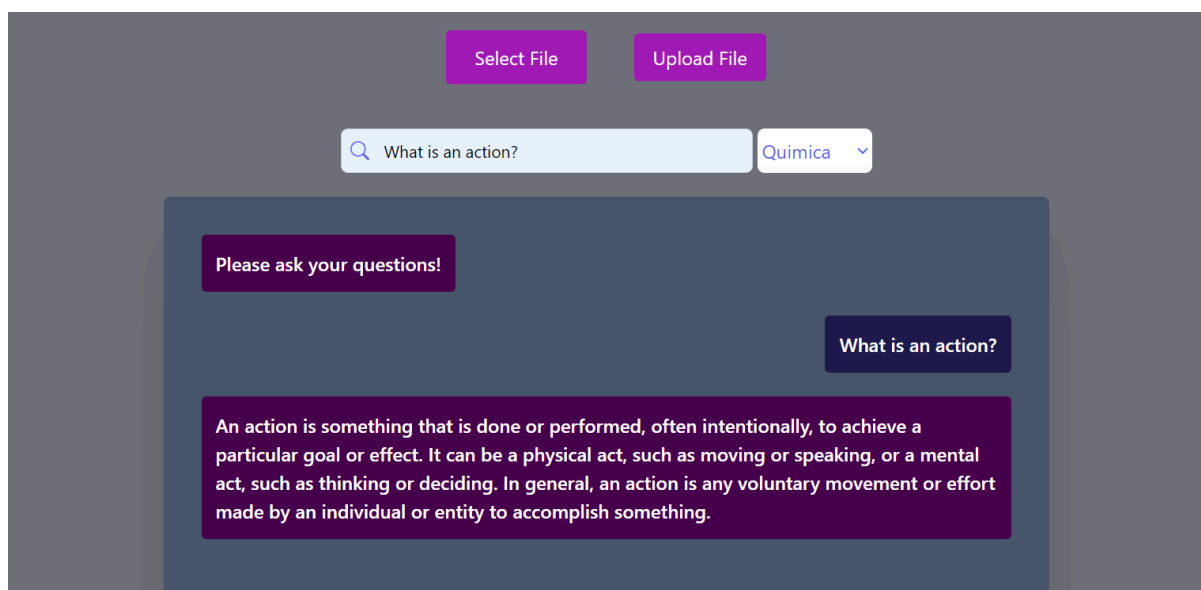 Select File
Upload File
What is an action?
Quimica
Please ask your questions!
What is an action?
An action is something that is done or performed, often intentionally, to achieve a
particular goal or effect. It can be a physical act, such as moving or speaking, or a mental
act, such as thinking or deciding. In general, an action is any voluntary movement or effort
made by an individual or entity to accomplish something.